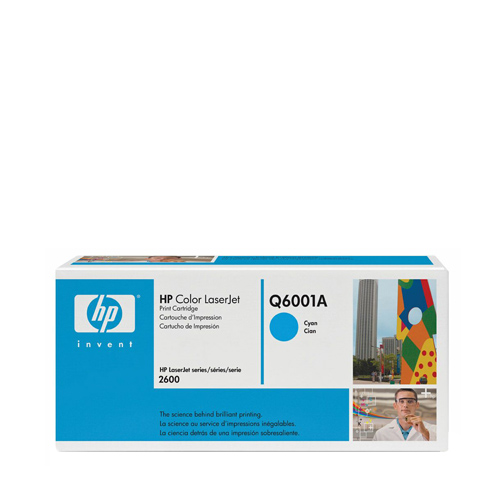 hp
invent
HP Color LaserJet
Print Cartridge
Cartouche d'Impression
Cartucho de Impresión
HP LaserJet series/séries/serie
2600
Q6001A
Cyan
Cian
The science behind brilliant printing.
La science au service d'impressions inégalables.
La ciencia detrás de una impresión sobresaliente.